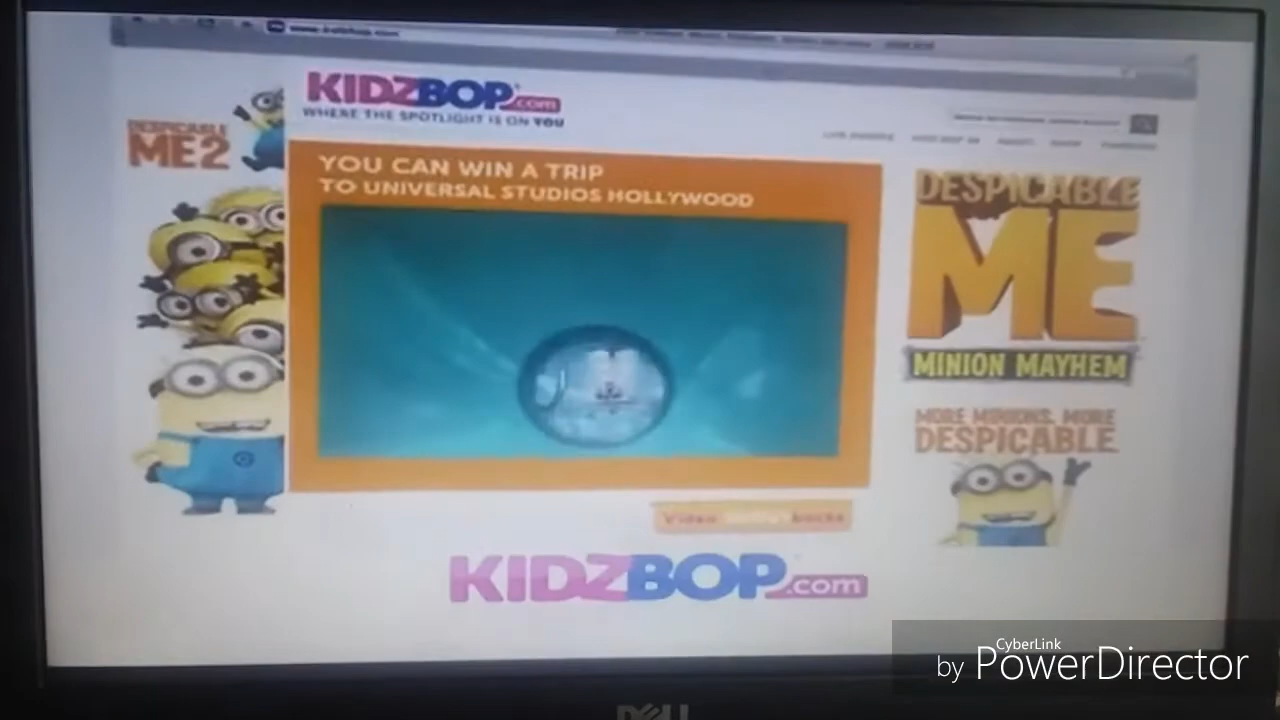 KIDZBOP.com
WHERE THE SPOTLIGHT IS ON YOU
DESPICABLE
ME2
YOU CAN WIN A TRIP
TO UNIVERSAL STUDIOS HOLLYWOOD
DESPICABLE
ME
MINION MAYHEM
MORE MINIONS. MORE
DESPICABLE.
Video
KIDZBOP.com
CyberLink
by PowerDirector
DELL